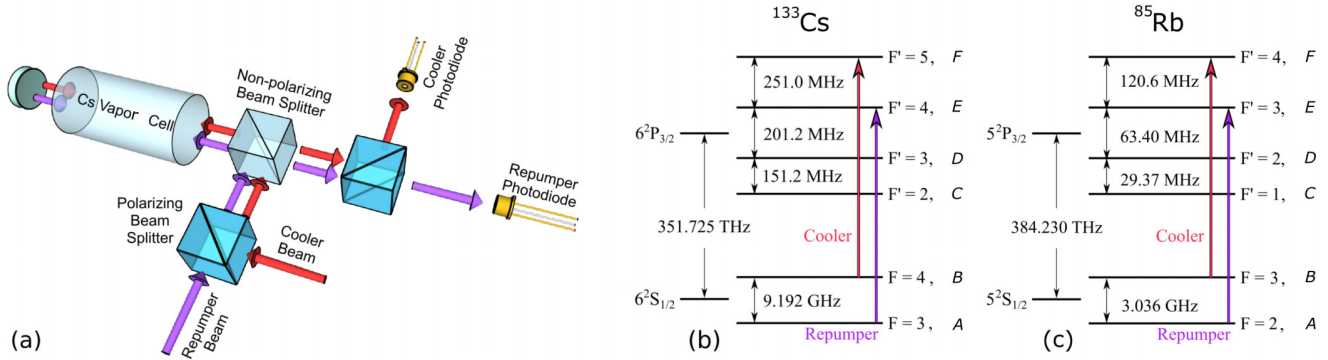 Cooler
Photodiode
Non-polarizing
Beam Splitter
Cs Vapor Cell
Repumper
Photodiode
Polarizing
Beam
Splitter
Cooler
Beam
Repumper
Beam
(a)
¹³³Cs
F' = 5, F
251.0 MHz
F' = 4, E
6²P₃/₂
201.2 MHz
F' = 3, D
151.2 MHz
F' = 2, C
351.725 THz
Cooler
F = 4, B
6²S₁/₂
9.192 GHz
F = 3, A
Repumper
(b)
⁸⁵Rb
F' = 4, F
120.6 MHz
F' = 3, E
5²P₃/₂
63.40 MHz
F' = 2, D
29.37 MHz
F' = 1, C
384.230 THz
Cooler
F = 3, B
5²S₁/₂
3.036 GHz
F = 2, A
Repumper
(c)